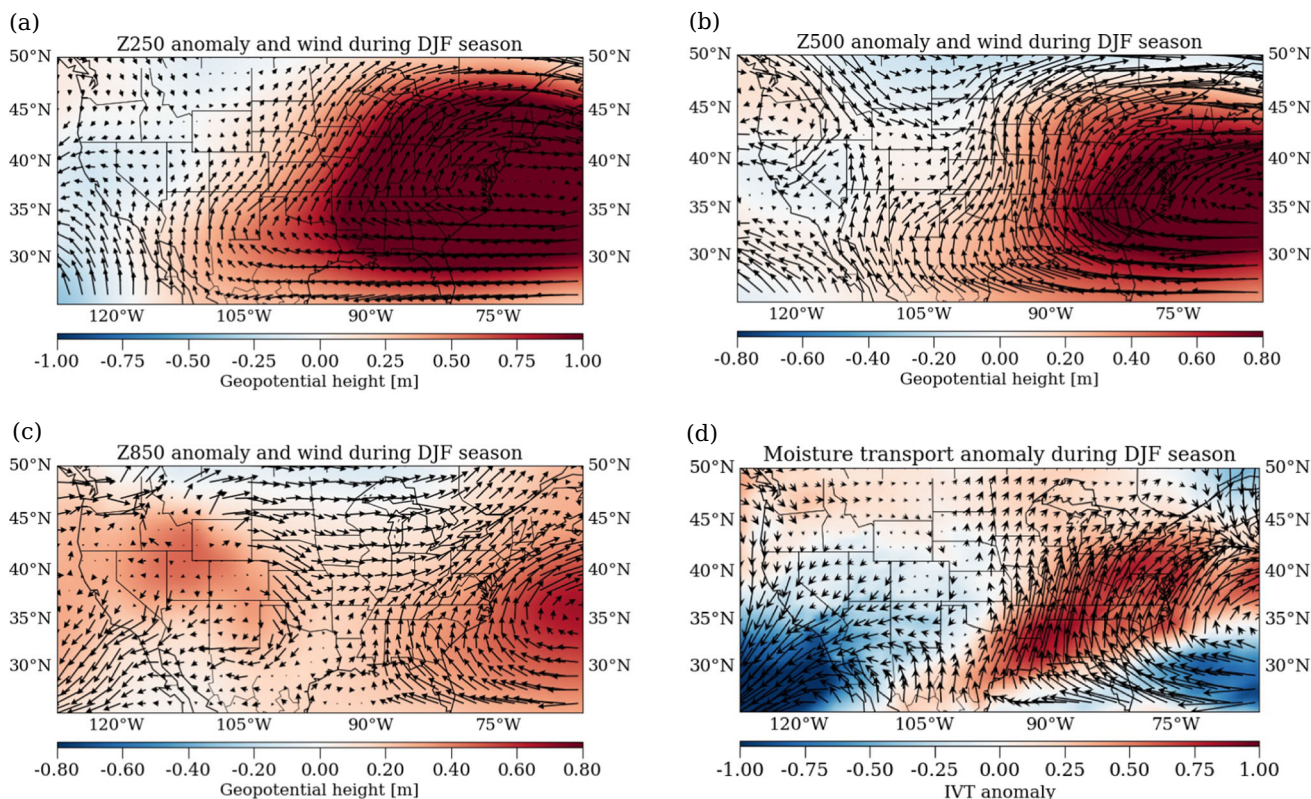 (a)
Z250 anomaly and wind during DJF season
50°N 50°N
45°N 45°N
40°N 40°N
35°N 35°N
30°N 30°N
120°W 105°W 90°W 75°W
-1.00 -0.75 -0.50 -0.25 0.00 0.25 0.50 0.75 1.00
Geopotential height [m]
(b)
Z500 anomaly and wind during DJF season
50°N 50°N
45°N 45°N
40°N 40°N
35°N 35°N
30°N 30°N
120°W 105°W 90°W 75°W
-0.80 -0.60 -0.40 -0.20 0.00 0.20 0.40 0.60 0.80
Geopotential height [m]
(c)
Z850 anomaly and wind during DJF season
50°N 50°N
45°N 45°N
40°N 40°N
35°N 35°N
30°N 30°N
120°W 105°W 90°W 75°W
-0.80 -0.60 -0.40 -0.20 0.00 0.20 0.40 0.60 0.80
Geopotential height [m]
(d)
Moisture transport anomaly during DJF season
50°N 50°N
45°N 45°N
40°N 40°N
35°N 35°N
30°N 30°N
120°W 105°W 90°W 75°W
-1.00 -0.75 -0.50 -0.25 0.00 0.25 0.50 0.75 1.00
IVT anomaly